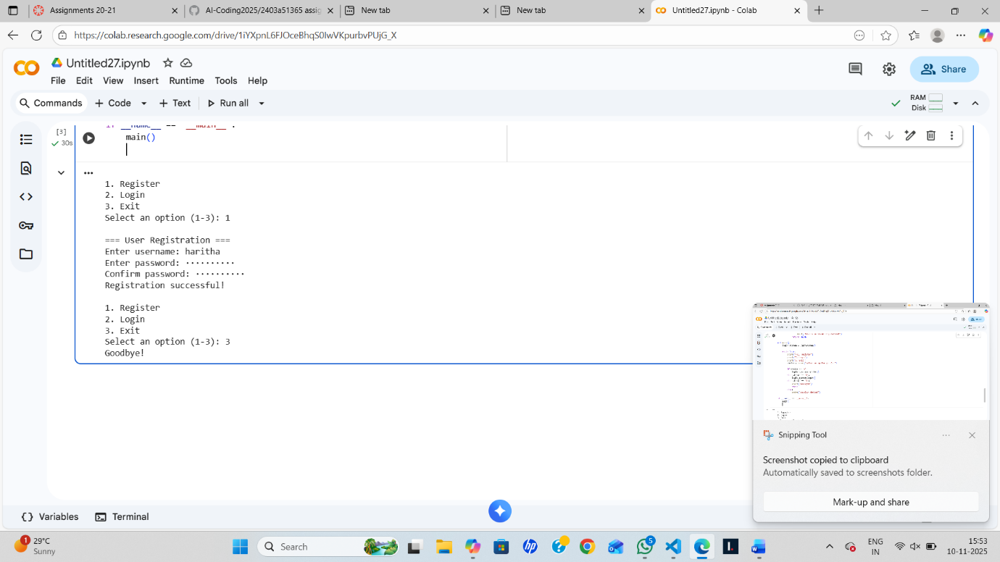 Assignments 20-21
AI-Coding2025/2403a51365 assig
New tab
New tab
Untitled27.ipynb - Colab
https://colab.research.google.com/drive/1iYXpnL6FJOceBhqS0IwVKpurbvPUjG_X
Untitled27.ipynb
File Edit View Insert Runtime Tools Help
Share
Commands + Code + Text Run all
RAM
Disk
[3]
30s
if __name__ == "__main__":
main()
1. Register
2. Login
3. Exit
Select an option (1-3): 1
=== User Registration ===
Enter username: haritha
Enter password: ··········
Confirm password: ··········
Registration successful!
1. Register
2. Login
3. Exit
Select an option (1-3): 3
Goodbye!
Snipping Tool
Screenshot copied to clipboard
Automatically saved to screenshots folder.
Mark-up and share
Variables Terminal
1
29°C
Sunny
Search
5
ENG
IN
15:53
10-11-2025